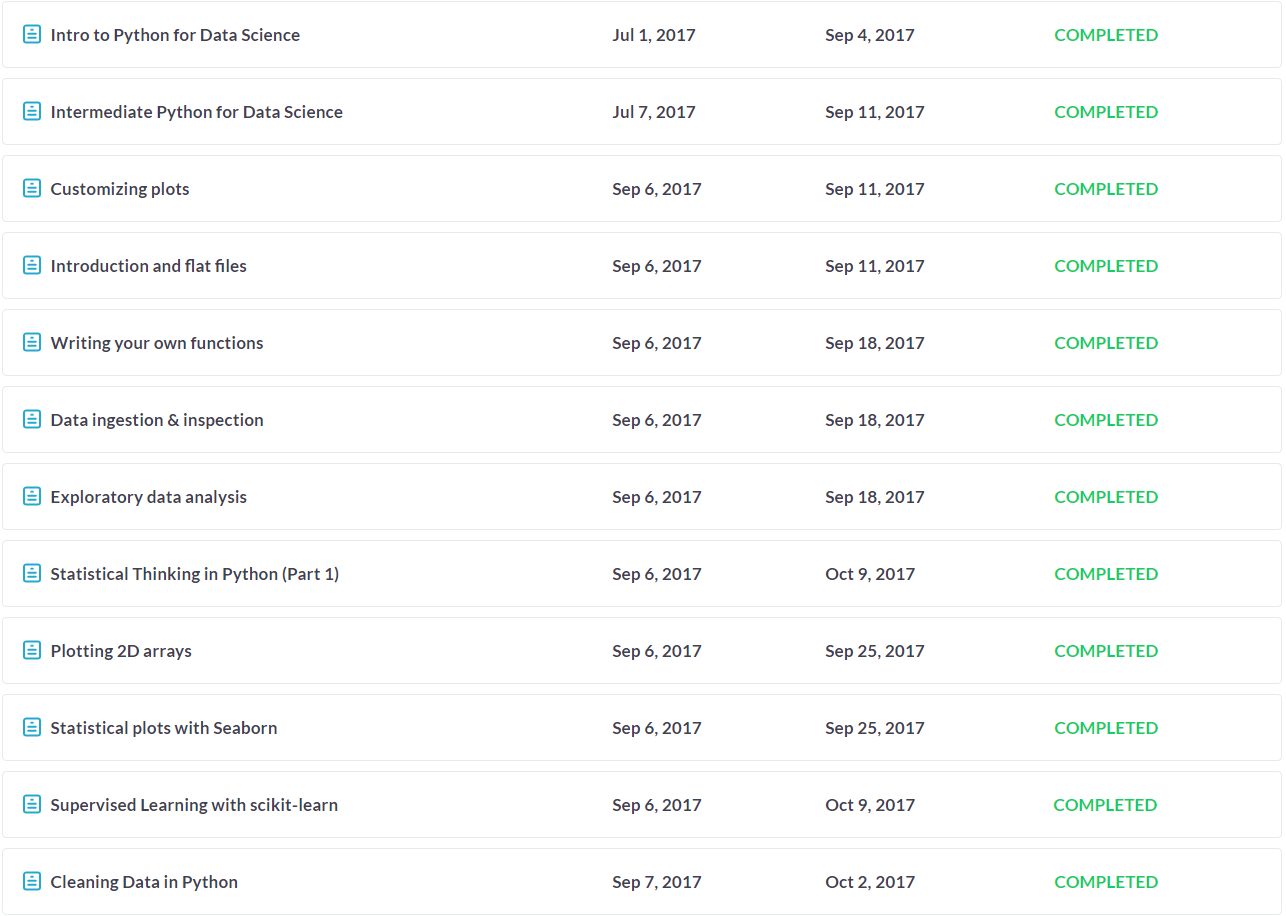 Intro to Python for Data Science Jul 1, 2017 Sep 4, 2017 COMPLETED
Intermediate Python for Data Science Jul 7, 2017 Sep 11, 2017 COMPLETED
Customizing plots Sep 6, 2017 Sep 11, 2017 COMPLETED
Introduction and flat files Sep 6, 2017 Sep 11, 2017 COMPLETED
Writing your own functions Sep 6, 2017 Sep 18, 2017 COMPLETED
Data ingestion & inspection Sep 6, 2017 Sep 18, 2017 COMPLETED
Exploratory data analysis Sep 6, 2017 Sep 18, 2017 COMPLETED
Statistical Thinking in Python (Part 1) Sep 6, 2017 Oct 9, 2017 COMPLETED
Plotting 2D arrays Sep 6, 2017 Sep 25, 2017 COMPLETED
Statistical plots with Seaborn Sep 6, 2017 Sep 25, 2017 COMPLETED
Supervised Learning with scikit-learn Sep 6, 2017 Oct 9, 2017 COMPLETED
Cleaning Data in Python Sep 7, 2017 Oct 2, 2017 COMPLETED